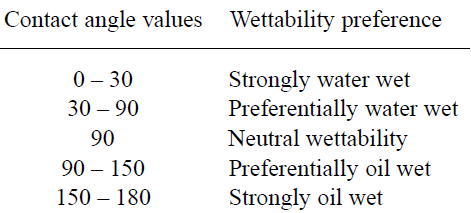 Contact angle values Wettability preference
0 – 30 Strongly water wet
30 – 90 Preferentially water wet
90 Neutral wettability
90 – 150 Preferentially oil wet
150 – 180 Strongly oil wet